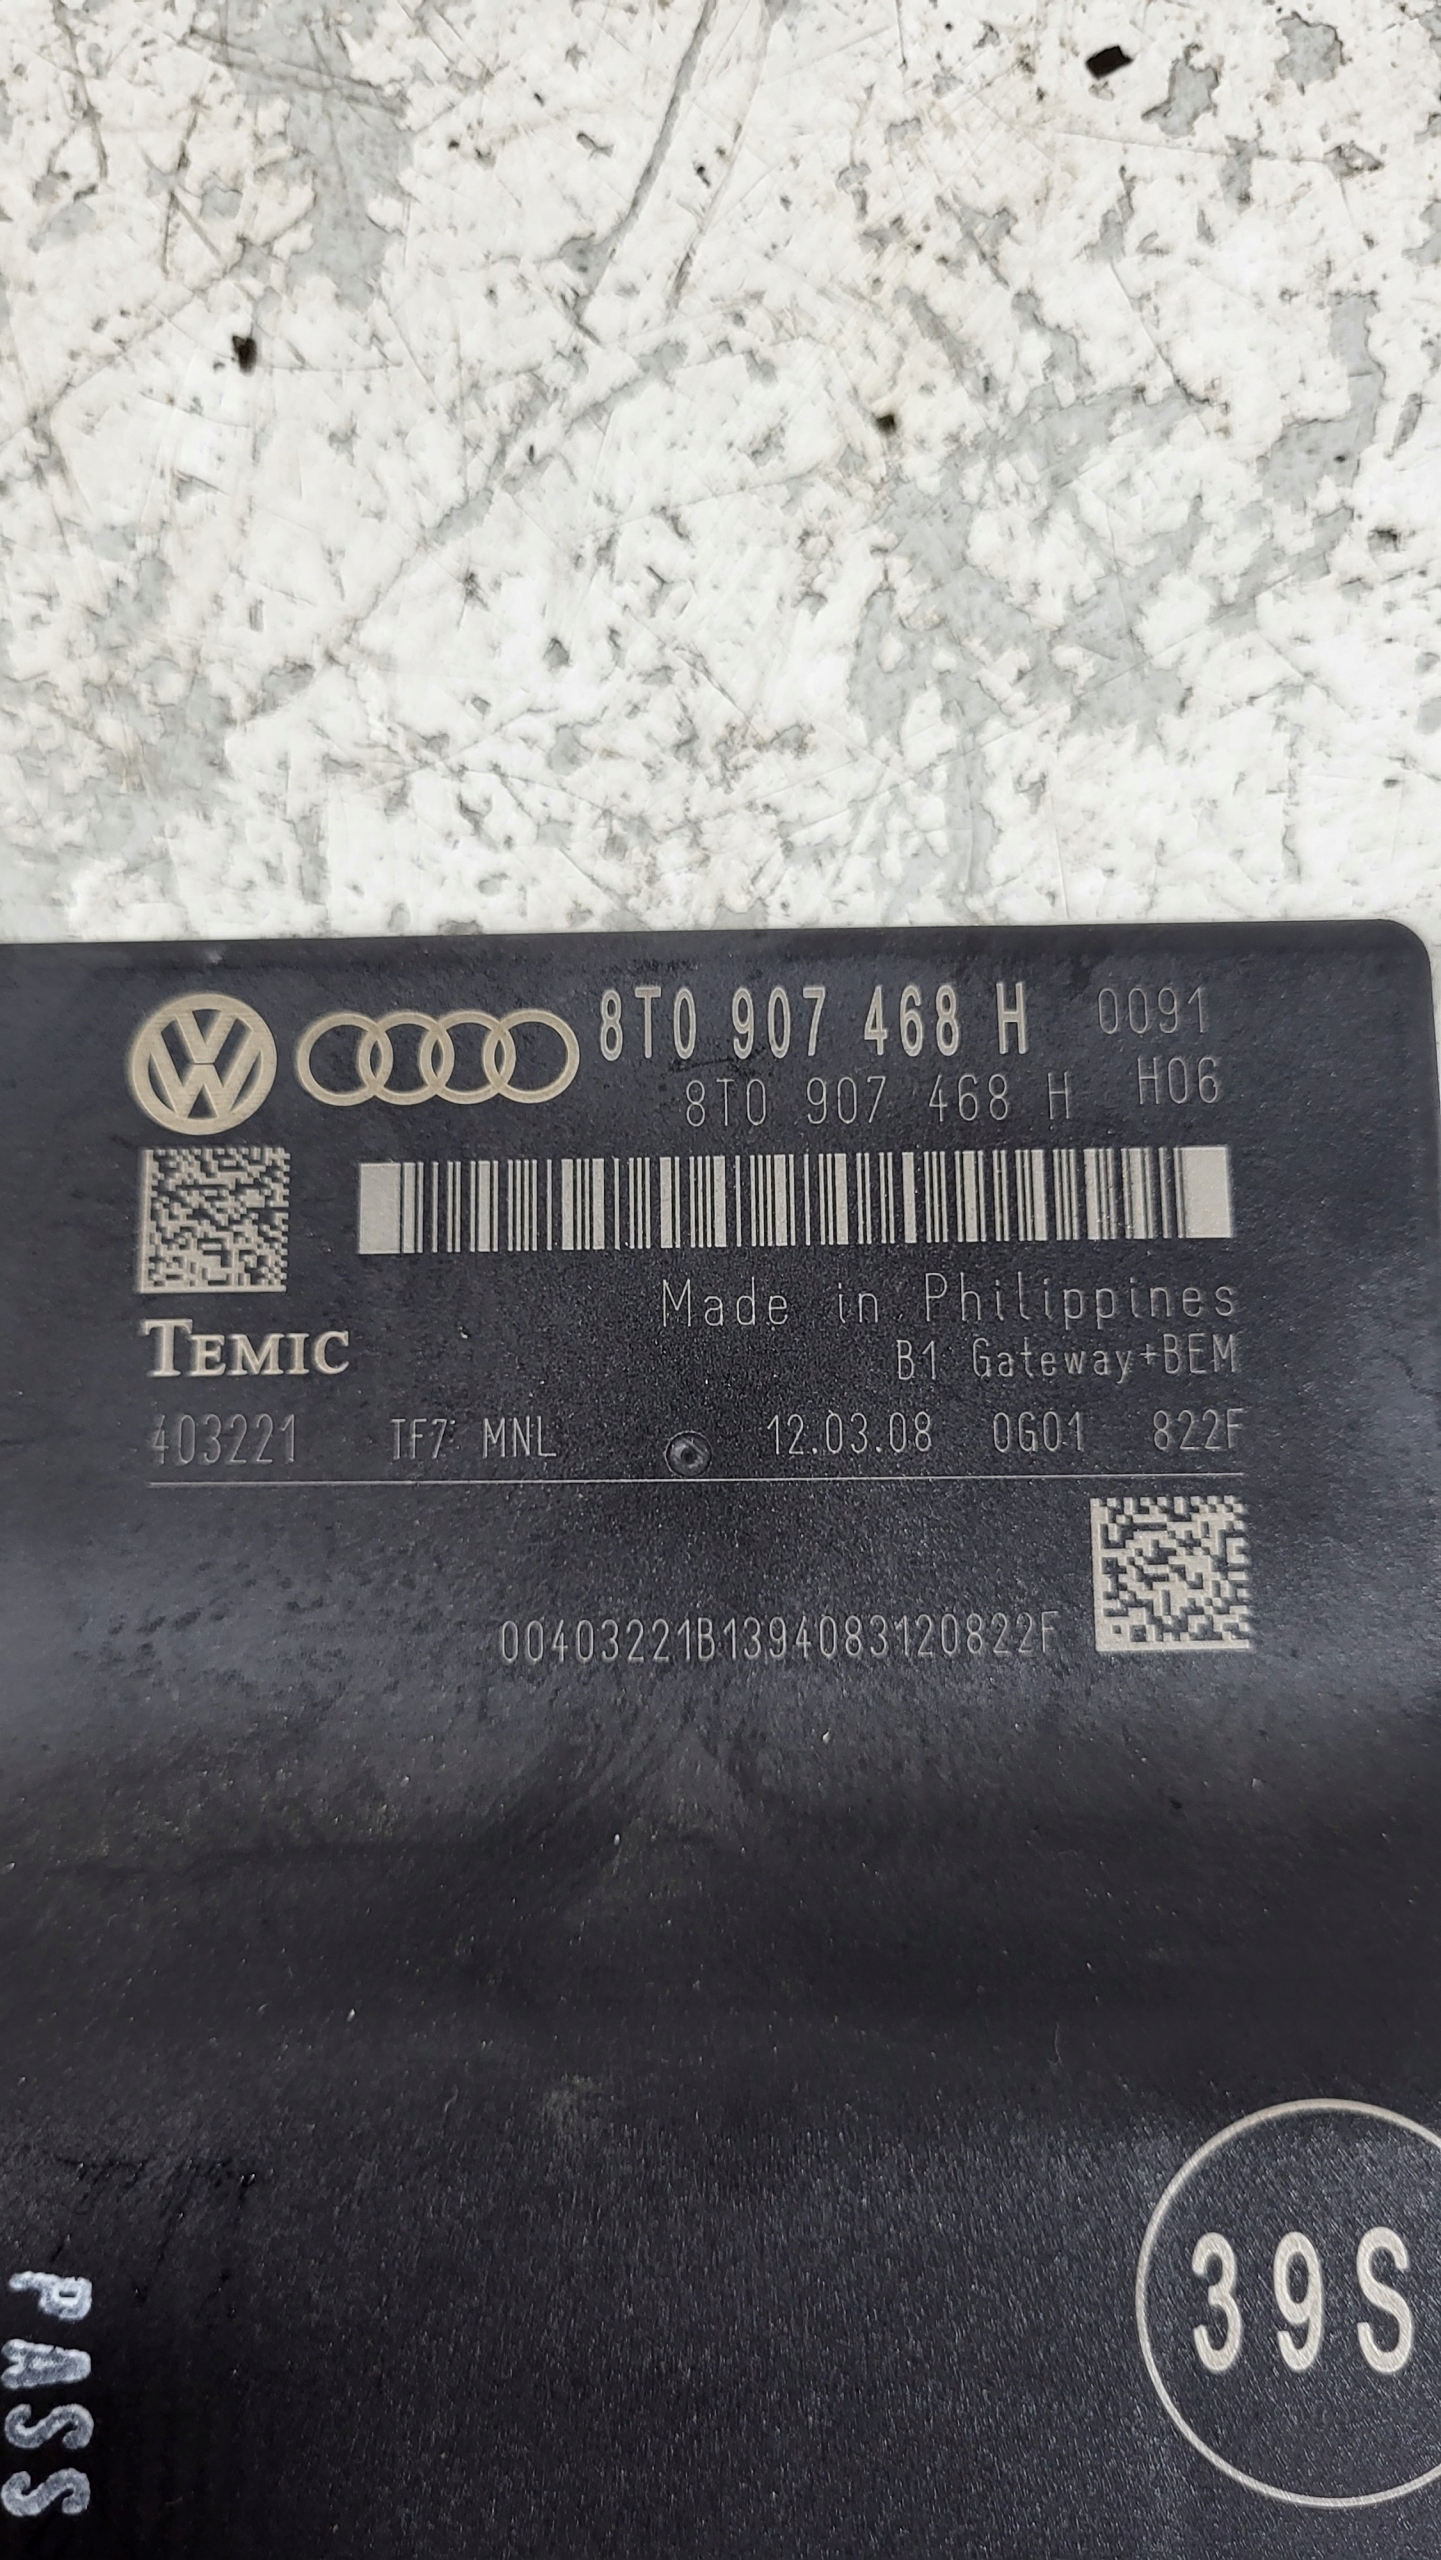 8T0 907 468 H 0091
8T0 907 468 H H06
Made in Philippines
TEMIC
B1 Gateway+BEM
403221 TF7 MNL 12.03.08 0G01 822F
00403221B1394083120822F
39S
PASS